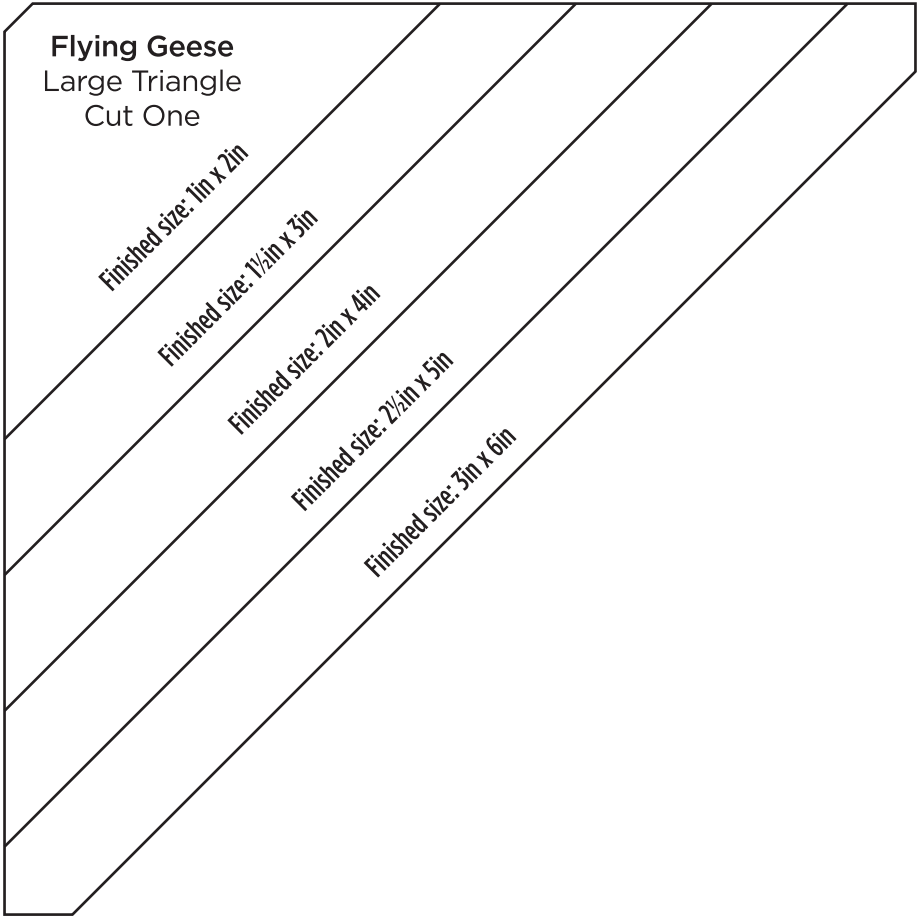 Flying Geese
Large Triangle
Cut One
Finished size: 1in x 2in
Finished size: 1½in x 3in
Finished size: 2in x 4in
Finished size: 2½in x 5in
Finished size: 3in x 6in